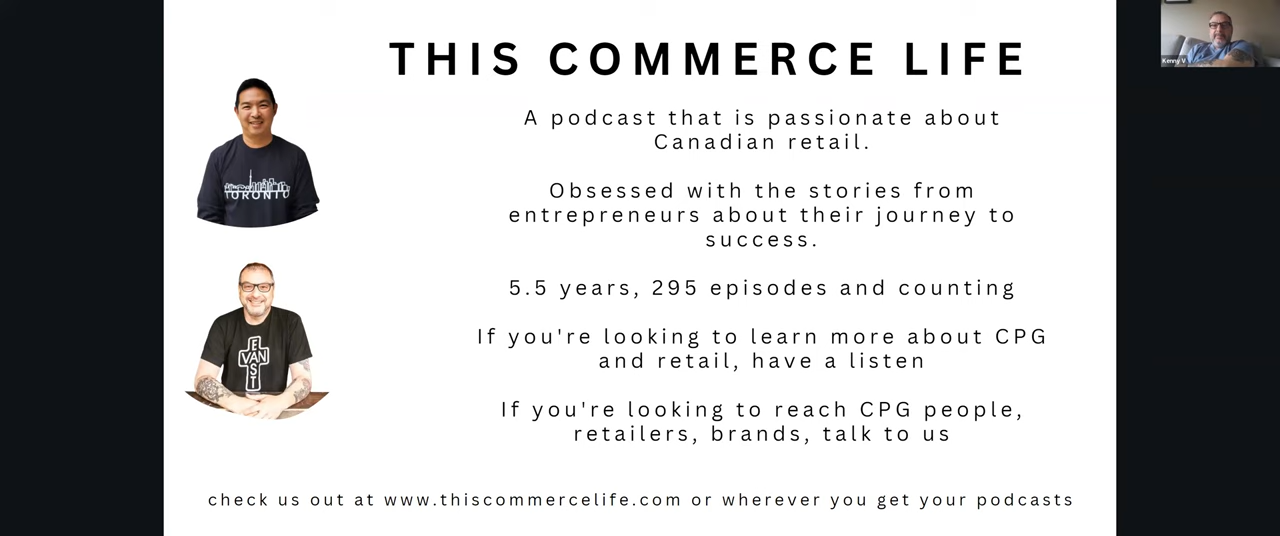 THIS COMMERCE LIFE
A podcast that is passionate about
Canadian retail.
Obsessed with the stories from
entrepreneurs about their journey to
success.
5.5 years, 295 episodes and counting
If you're looking to learn more about CPG
and retail, have a listen
If you're looking to reach CPG people,
retailers, brands, talk to us
check us out at www.thiscommercelife.com or wherever you get your podcasts
TORONTO
E
VAN
S
T
Kenny V